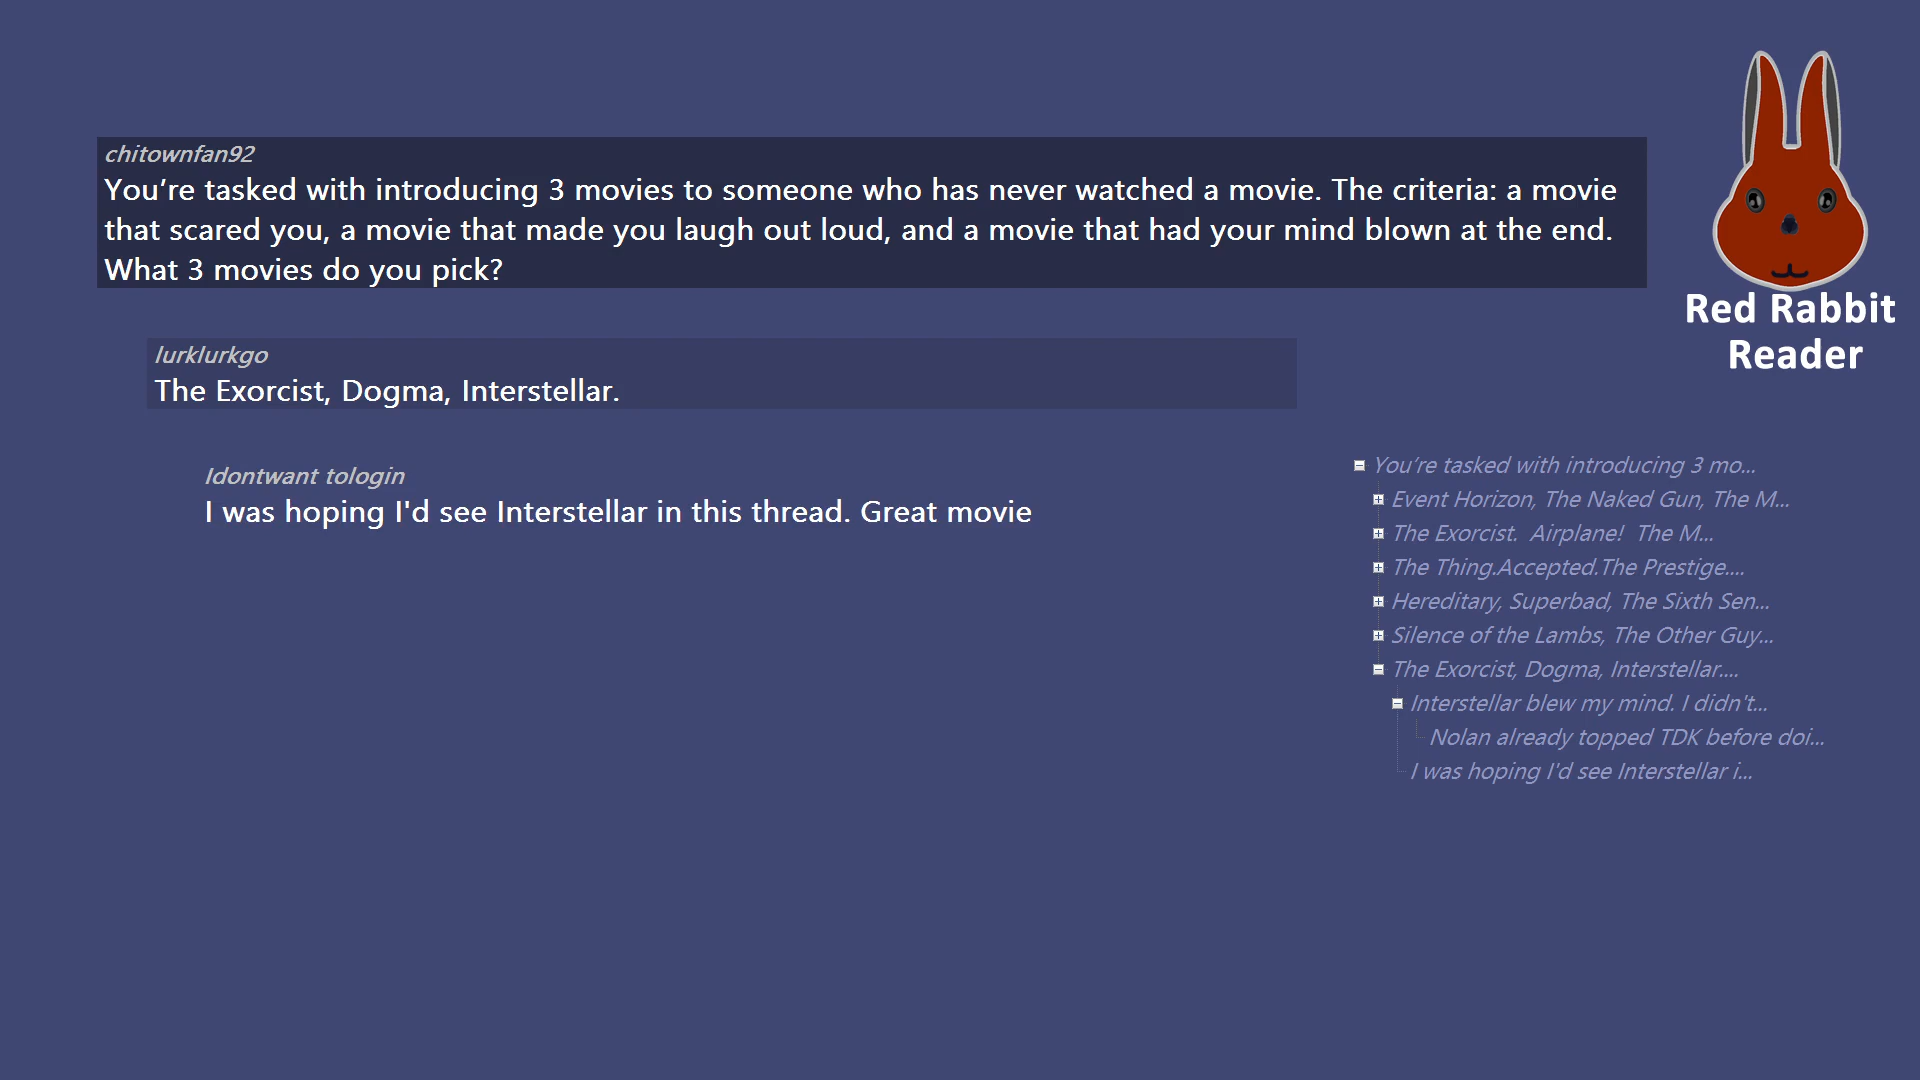 chitownfan92
You’re tasked with introducing 3 movies to someone who has never watched a movie. The criteria: a movie
that scared you, a movie that made you laugh out loud, and a movie that had your mind blown at the end.
What 3 movies do you pick?
lurklurkgo
The Exorcist, Dogma, Interstellar.
Idontwant tologin
I was hoping I'd see Interstellar in this thread. Great movie
Red Rabbit
Reader
You’re tasked with introducing 3 mo...
Event Horizon, The Naked Gun, The M...
The Exorcist.  Airplane!  The M...
The Thing.Accepted.The Prestige....
Hereditary, Superbad, The Sixth Sen...
Silence of the Lambs, The Other Guy...
The Exorcist, Dogma, Interstellar....
Interstellar blew my mind. I didn't...
Nolan already topped TDK before doi...
I was hoping I'd see Interstellar i...